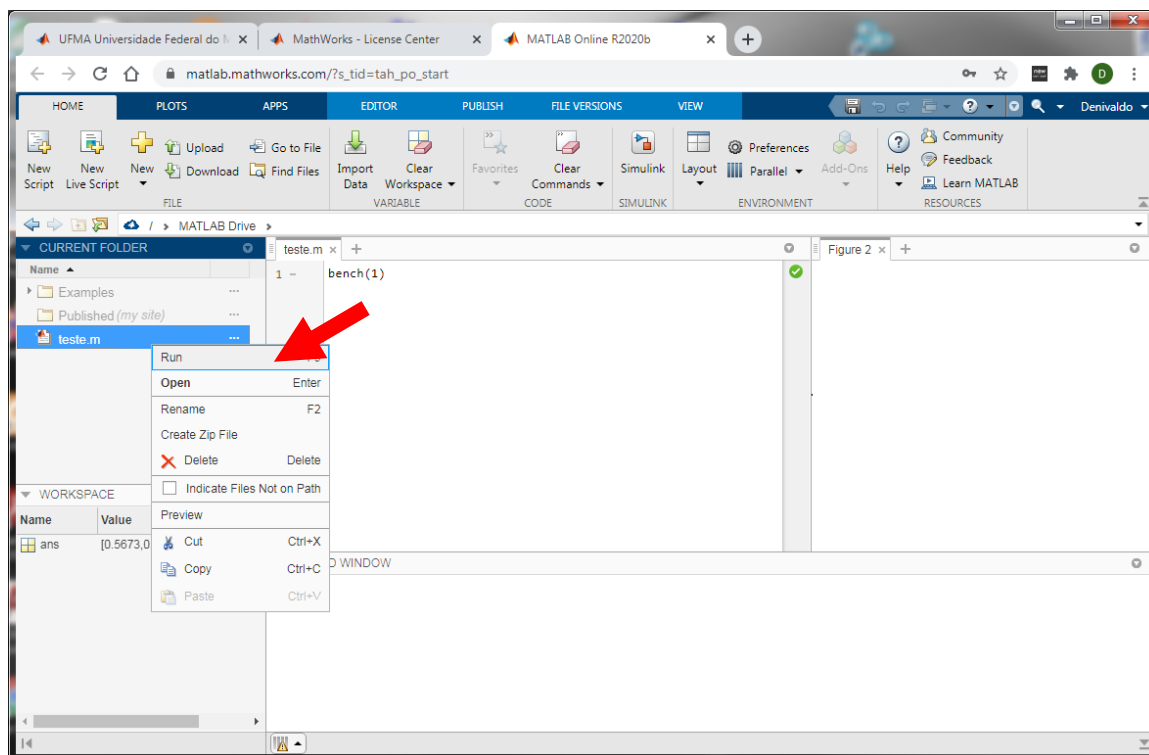 UFMA Universidade Federal do M
MathWorks - License Center
MATLAB Online R2020b
matlab.mathworks.com/?s_tid=tah_po_start
D
HOME PLOTS APPS EDITOR PUBLISH FILE VERSIONS VIEW Denivaldo
New Script
New Live Script
New
Upload
Download
Go to File
Find Files
FILE
Import Data
Clear Workspace
VARIABLE
Favorites
Clear Commands
CODE
Simulink
SIMULINK
Layout
Preferences
Parallel
Add-Ons
ENVIRONMENT
Help
Community
Feedback
Learn MATLAB
RESOURCES
/ > MATLAB Drive >
CURRENT FOLDER
Name
Examples ...
Published (my site) ...
teste.m ...
teste.m × +
1 - bench(1)
Figure 2 × +
Run
Open Enter
Rename F2
Create Zip File
Delete Delete
Indicate Files Not on Path
Preview
Cut Ctrl+X
Copy Ctrl+C
Paste Ctrl+V
WORKSPACE
Name Value
ans [0.5673,0
WINDOW